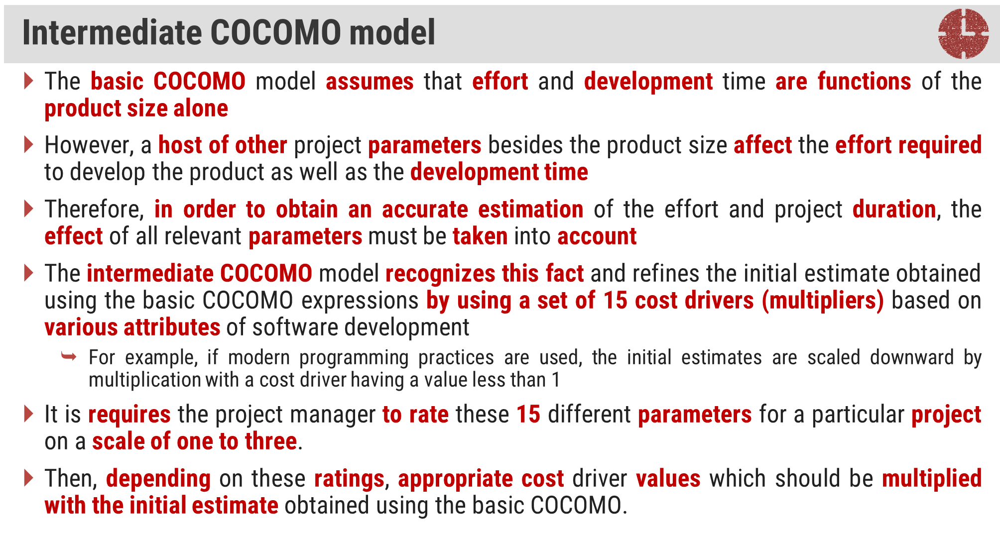 Intermediate COCOMO model
The basic COCOMO model assumes that effort and development time are functions of the
product size alone
However, a host of other project parameters besides the product size affect the effort required
to develop the product as well as the development time
Therefore, in order to obtain an accurate estimation of the effort and project duration, the
effect of all relevant parameters must be taken into account
The intermediate COCOMO model recognizes this fact and refines the initial estimate obtained
using the basic COCOMO expressions by using a set of 15 cost drivers (multipliers) based on
various attributes of software development
For example, if modern programming practices are used, the initial estimates are scaled downward by
multiplication with a cost driver having a value less than 1
It is requires the project manager to rate these 15 different parameters for a particular project
on a scale of one to three.
Then, depending on these ratings, appropriate cost driver values which should be multiplied
with the initial estimate obtained using the basic COCOMO.